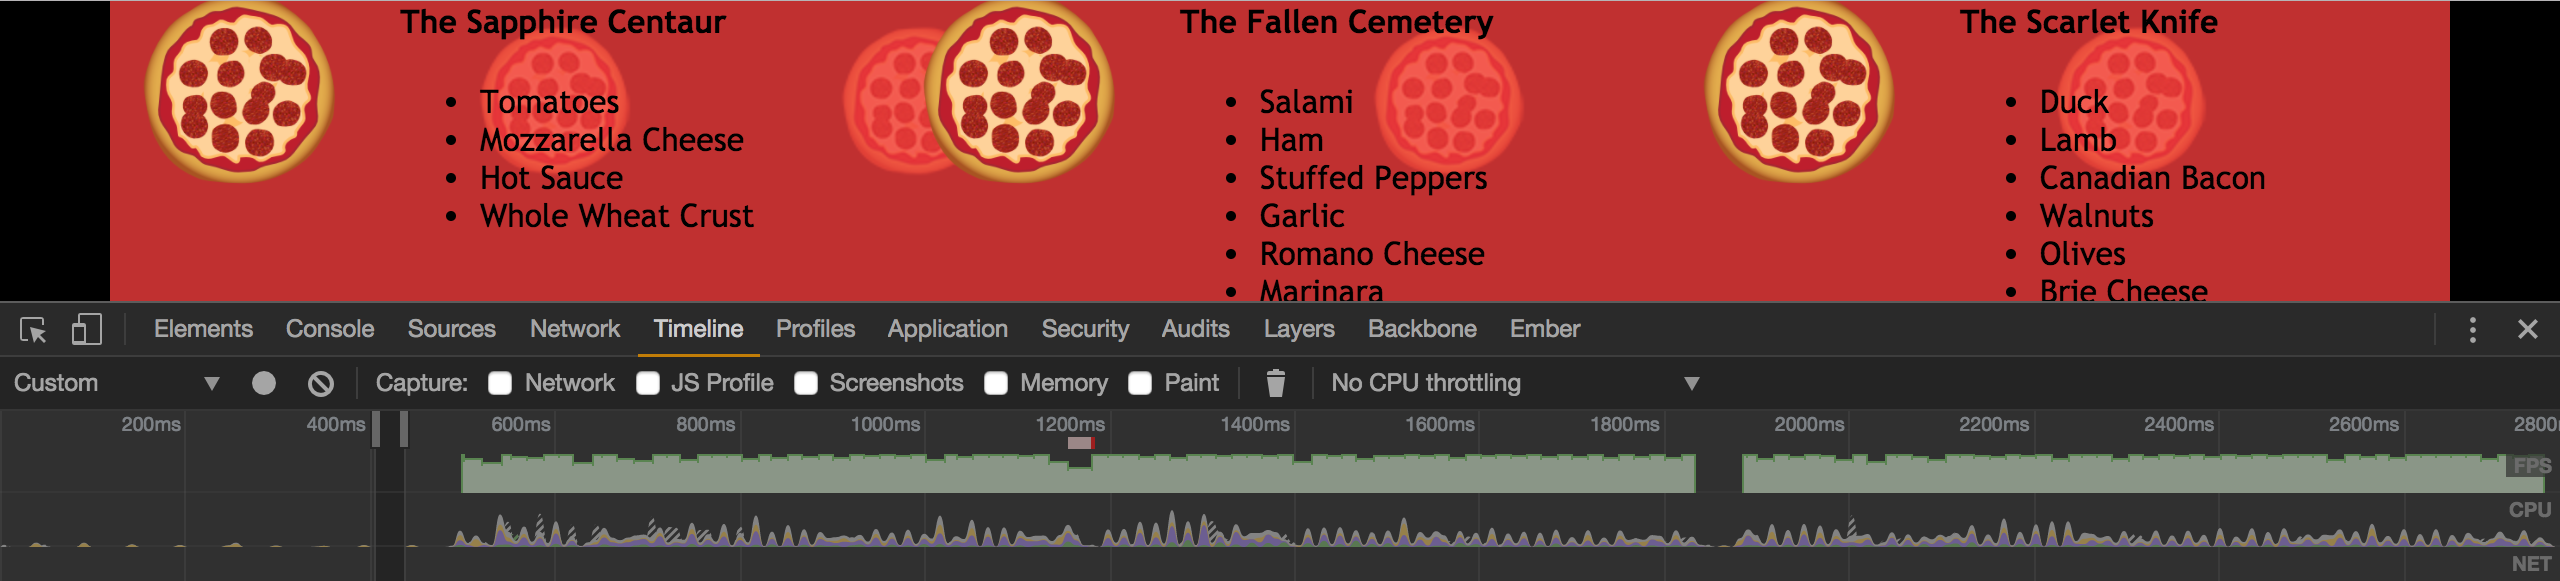 The Sapphire Centaur
Tomatoes
Mozzarella Cheese
Hot Sauce
Whole Wheat Crust
The Fallen Cemetery
Salami
Ham
Stuffed Peppers
Garlic
Romano Cheese
Marinara
The Scarlet Knife
Duck
Lamb
Canadian Bacon
Walnuts
Olives
Brie Cheese
Elements Console Sources Network Timeline Profiles Application Security Audits Layers Backbone Ember
Custom Capture: Network JS Profile Screenshots Memory Paint No CPU throttling
200ms 400ms 600ms 800ms 1000ms 1200ms 1400ms 1600ms 1800ms 2000ms 2200ms 2400ms 2600ms 2800
FPS
CPU
NET